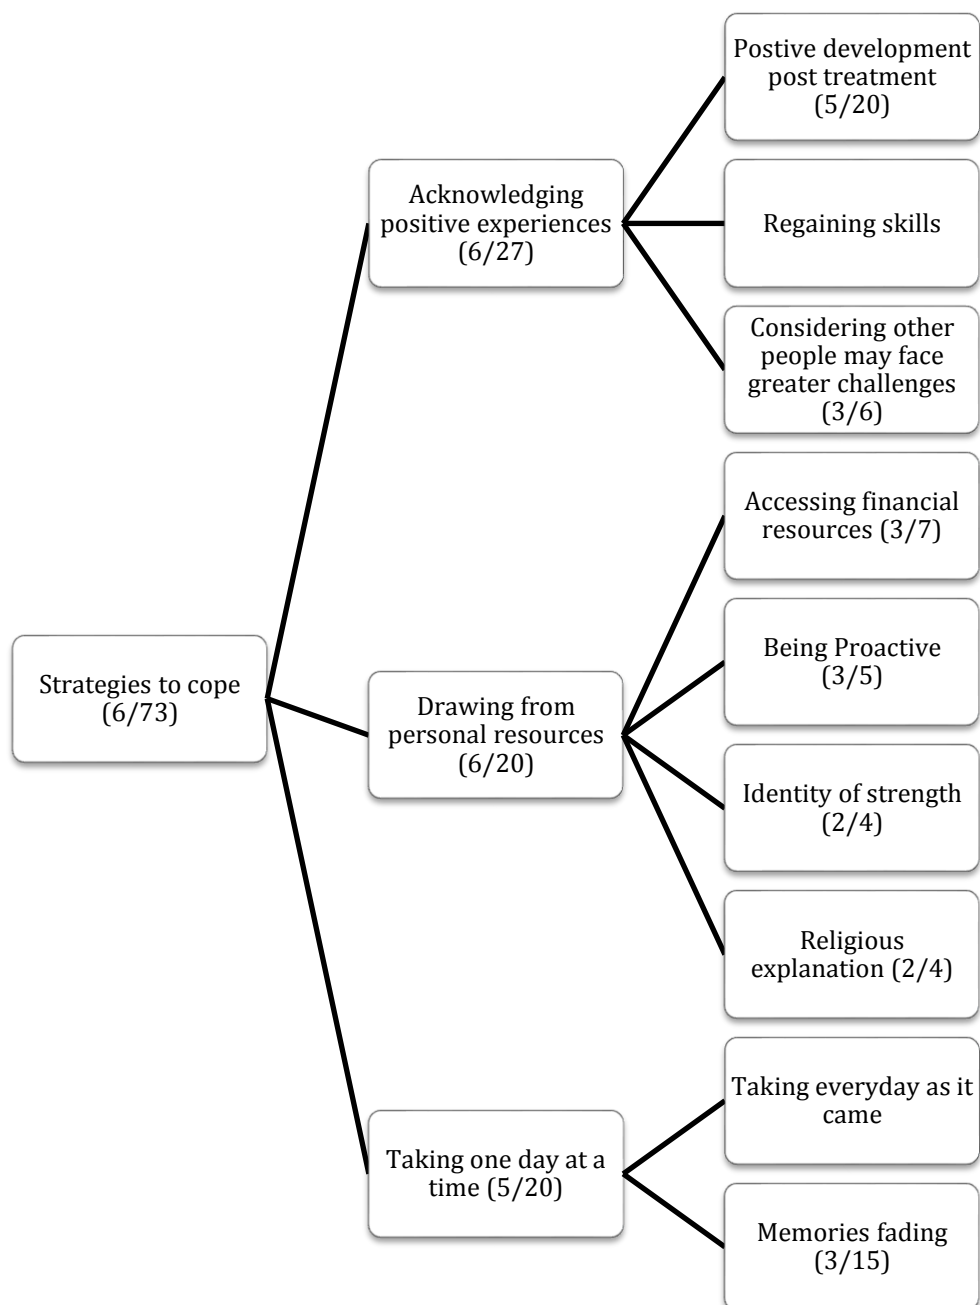 Strategies to cope
(6/73)
Acknowledging
positive experiences
(6/27)
Postive development
post treatment
(5/20)
Regaining skills
Considering other
people may face
greater challenges
(3/6)
Drawing from
personal resources
(6/20)
Accessing financial
resources (3/7)
Being Proactive
(3/5)
Identity of strength
(2/4)
Religious
explanation (2/4)
Taking one day at a
time (5/20)
Taking everyday as it
came
Memories fading
(3/15)